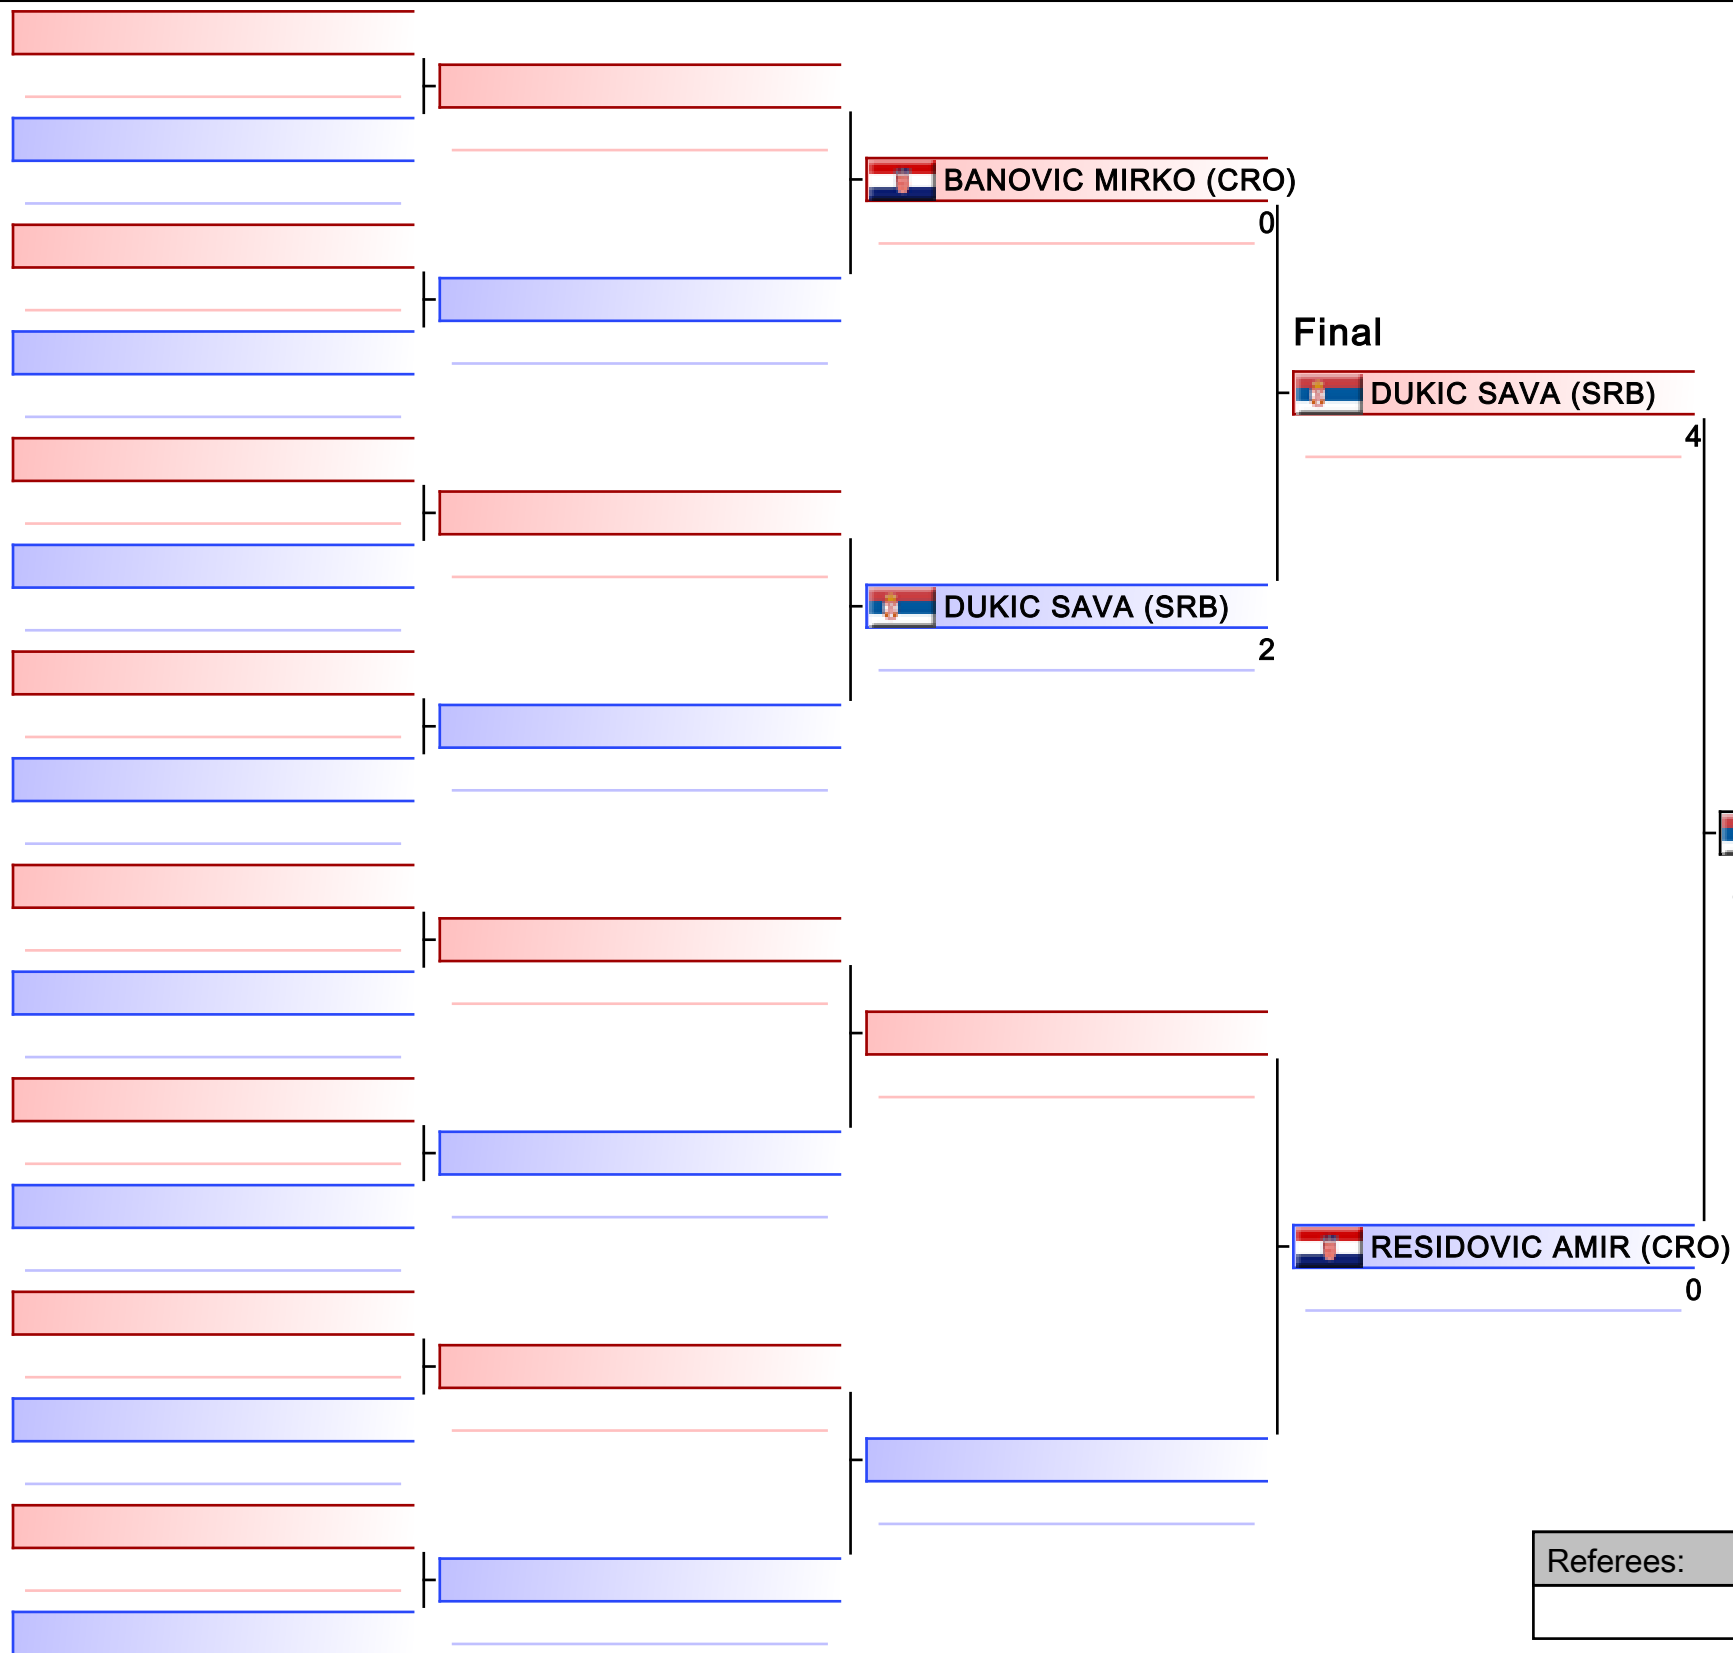 BANOVIC MIRKO (CRO)
0
Final
DUKIC SAVA (SRB)
4
DUKIC SAVA (SRB)
2
RESIDOVIC AMIR (CRO)
0
Referees: